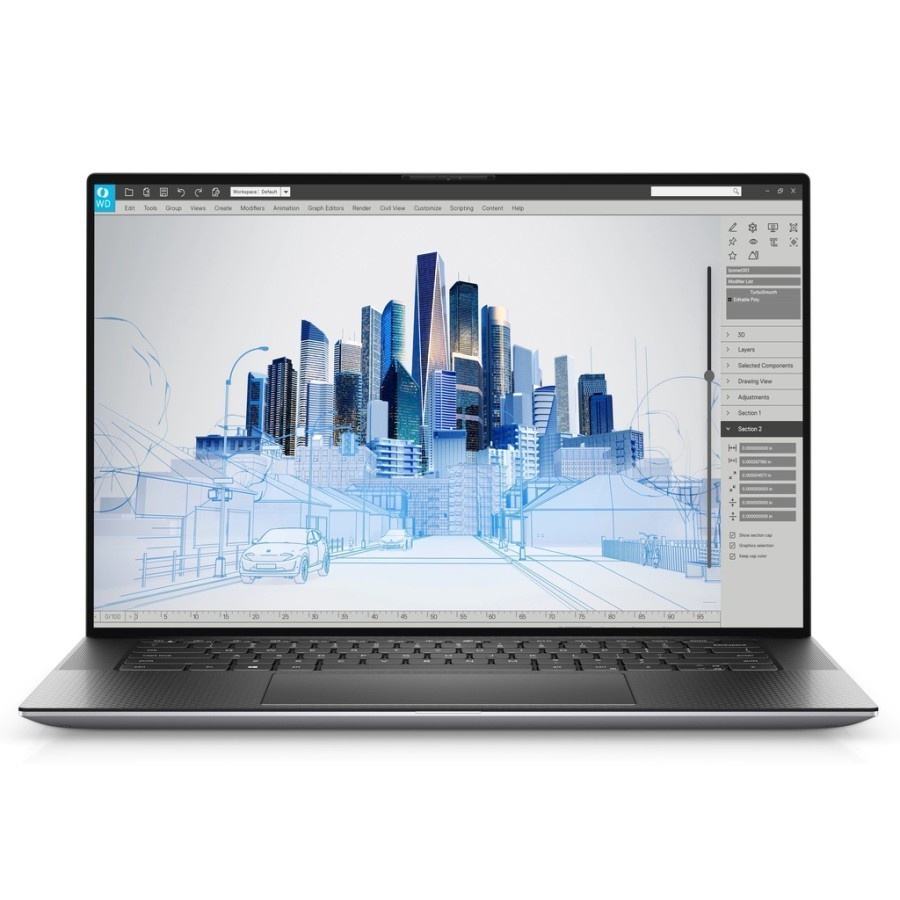 WD
Workspace: Default
Edit Tools Group Views Create Modifiers Animation Graph Editors Render Civil View Customize Scripting Content Help
Modifier List
TurboSmooth
Editable Poly
3D
Layers
Selected Components
Drawing View
Adjustments
Section 1
Section 2
Show section cap
Graphics selection
Keep cap color
0/100 5 10 15 20 25 30 35 40 45 50 55 60 65 70 75 80 85 90 95